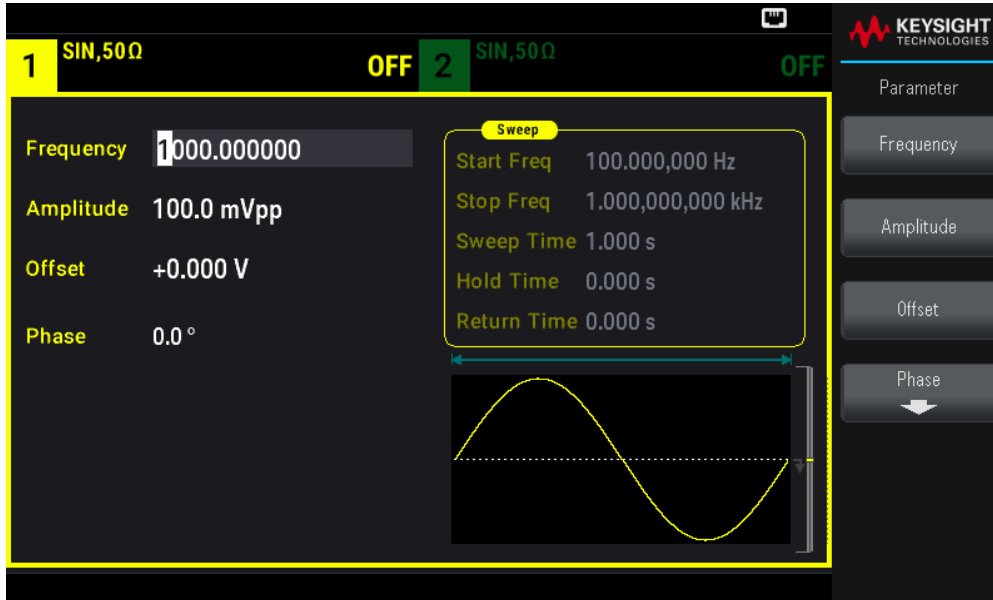 KEYSIGHT
TECHNOLOGIES
1 SIN,50Ω OFF 2 SIN,50Ω OFF
Parameter
Frequency 1000.000000
Amplitude 100.0 mVpp
Offset +0.000 V
Phase 0.0 °
Sweep
Start Freq 100.000,000 Hz
Stop Freq 1.000,000,000 kHz
Sweep Time 1.000 s
Hold Time 0.000 s
Return Time 0.000 s
Frequency
Amplitude
Offset
Phase